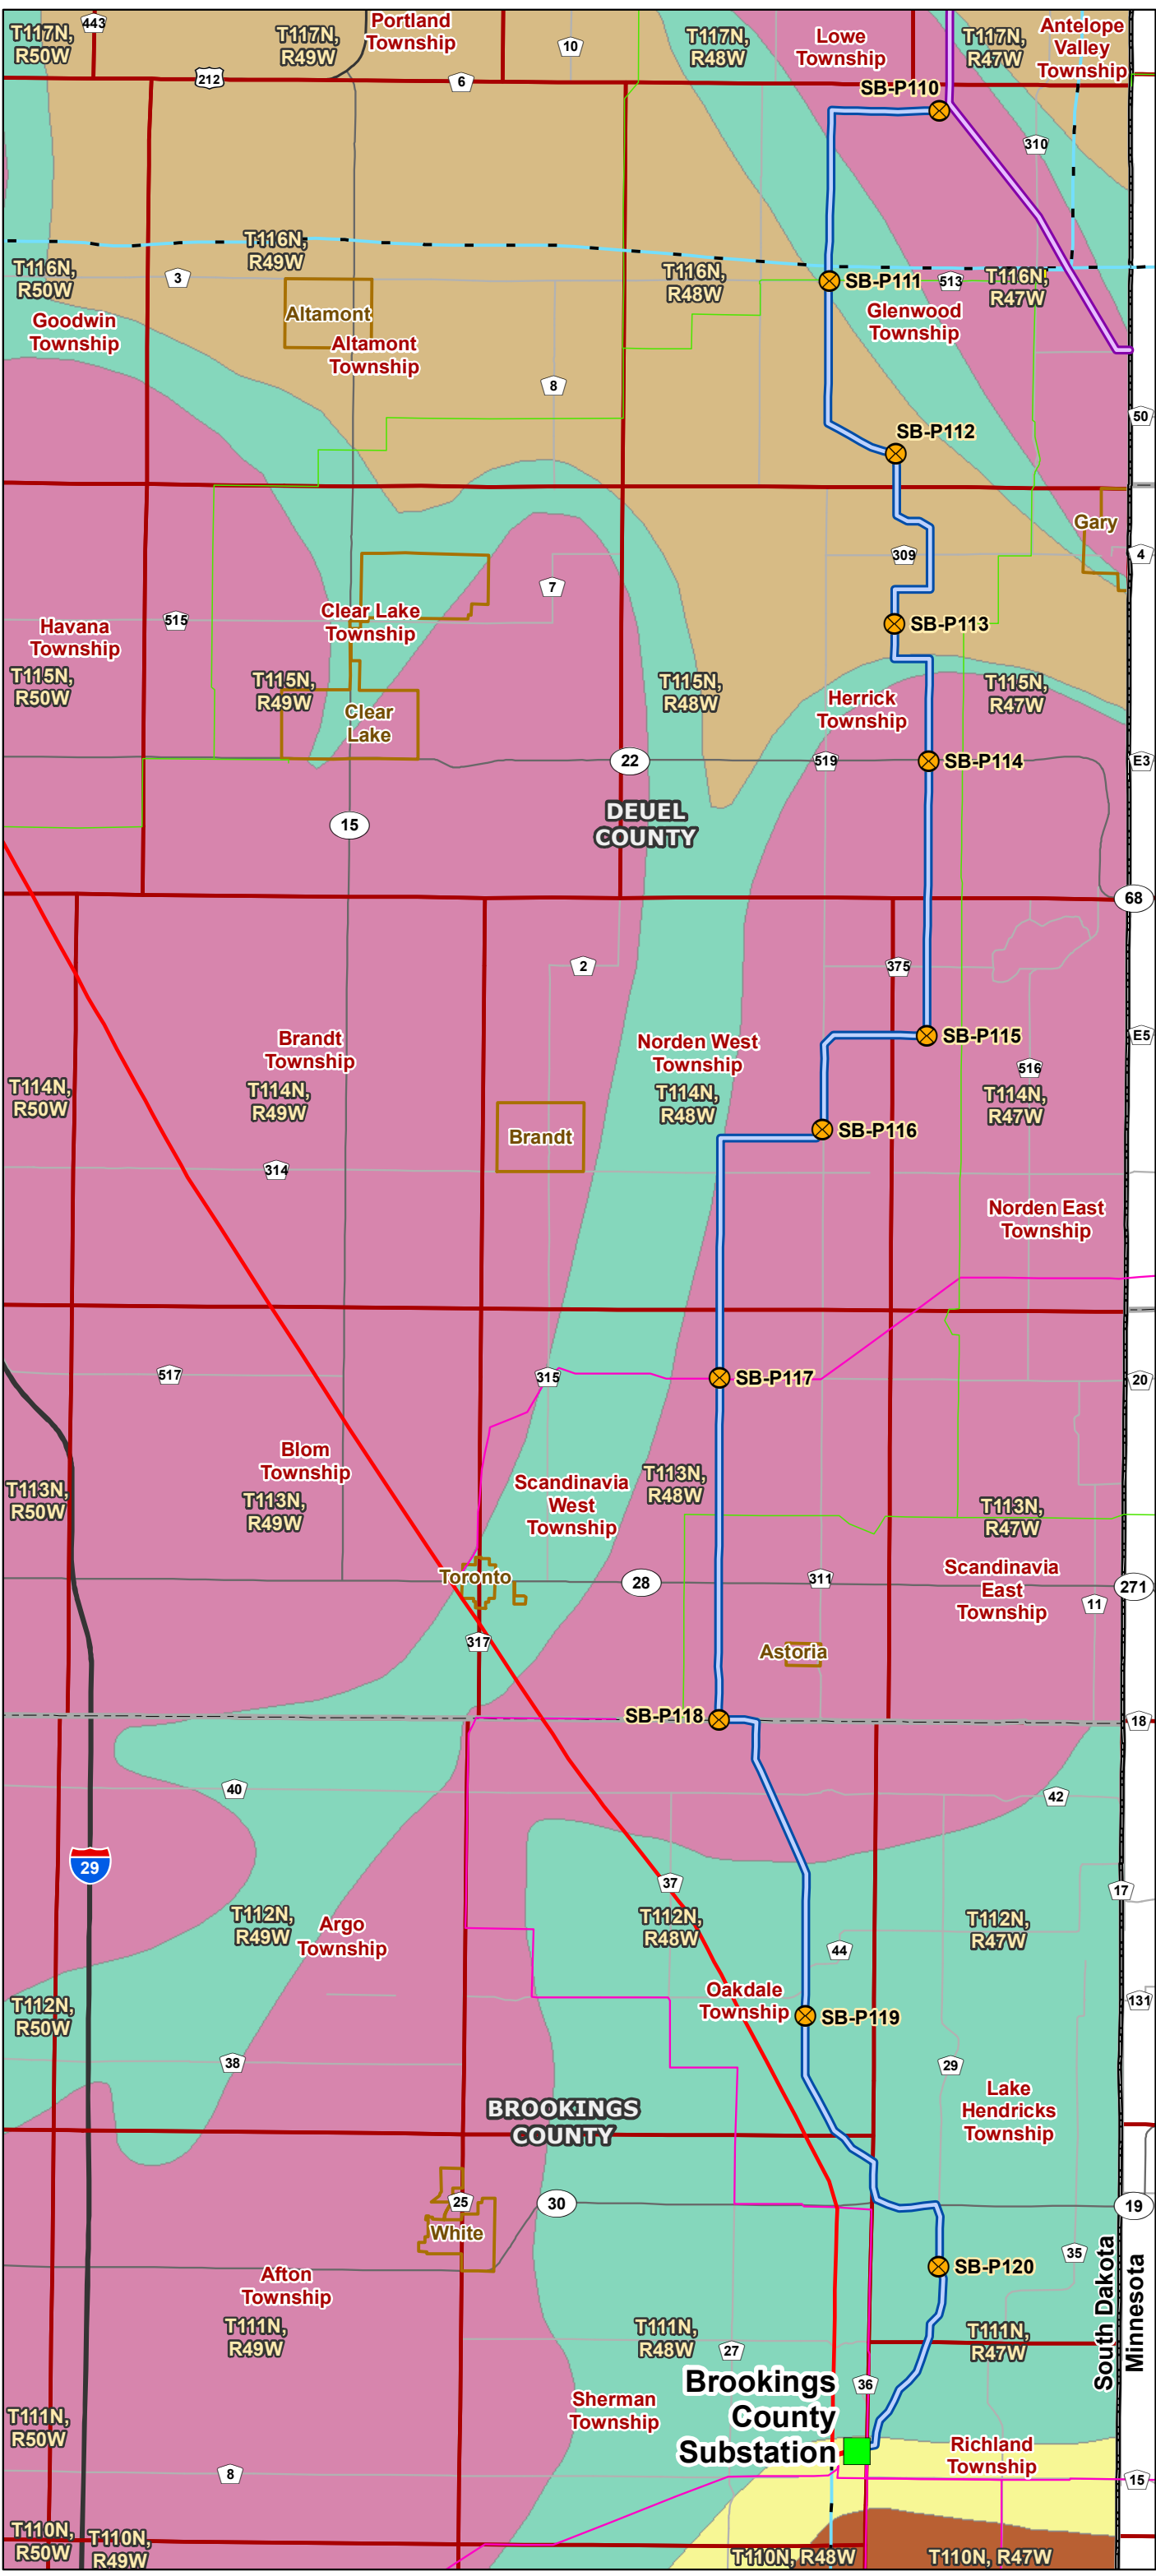 443
T117N,
R50W
T117N,
R49W
Portland
Township
10
T117N,
R48W
Lowe
Township
T117N,
R47W
Antelope
Valley
Township
212
6
SB-P110
310
T116N,
R50W
3
T116N,
R49W
T116N,
R48W
SB-P111
513
T116N,
R47W
Goodwin
Township
Altamont
Altamont
Township
Glenwood
Township
8
50
SB-P112
Gary
309
4
7
515
Havana
Township
Clear Lake
Township
SB-P113
T115N,
R50W
T115N,
R49W
T115N,
R48W
Herrick
Township
T115N,
R47W
Clear
Lake
22
519
SB-P114
E3
15
DEUEL
COUNTY
68
2
375
Brandt
Township
Norden West
Township
SB-P115
E5
516
T114N,
R50W
T114N,
R49W
T114N,
R48W
T114N,
R47W
Brandt
SB-P116
314
Norden East
Township
517
315
SB-P117
20
Blom
Township
T113N,
R50W
T113N,
R49W
Scandinavia
West
Township
T113N,
R48W
T113N,
R47W
Toronto
28
311
Scandinavia
East
Township
271
11
317
Astoria
SB-P118
18
40
42
29
37
17
T112N,
R49W
Argo
Township
T112N,
R48W
44
T112N,
R47W
T112N,
R50W
Oakdale
Township
SB-P119
131
38
29
Lake
Hendricks
Township
BROOKINGS
COUNTY
25
30
19
White
SB-P120
35
South Dakota
Minnesota
Afton
Township
T111N,
R49W
T111N,
R48W
27
T111N,
R47W
36
Brookings
County
Substation
Sherman
Township
T111N,
R50W
Richland
Township
8
15
T110N,
R50W
T110N,
R49W
T110N, R48W
T110N, R47W